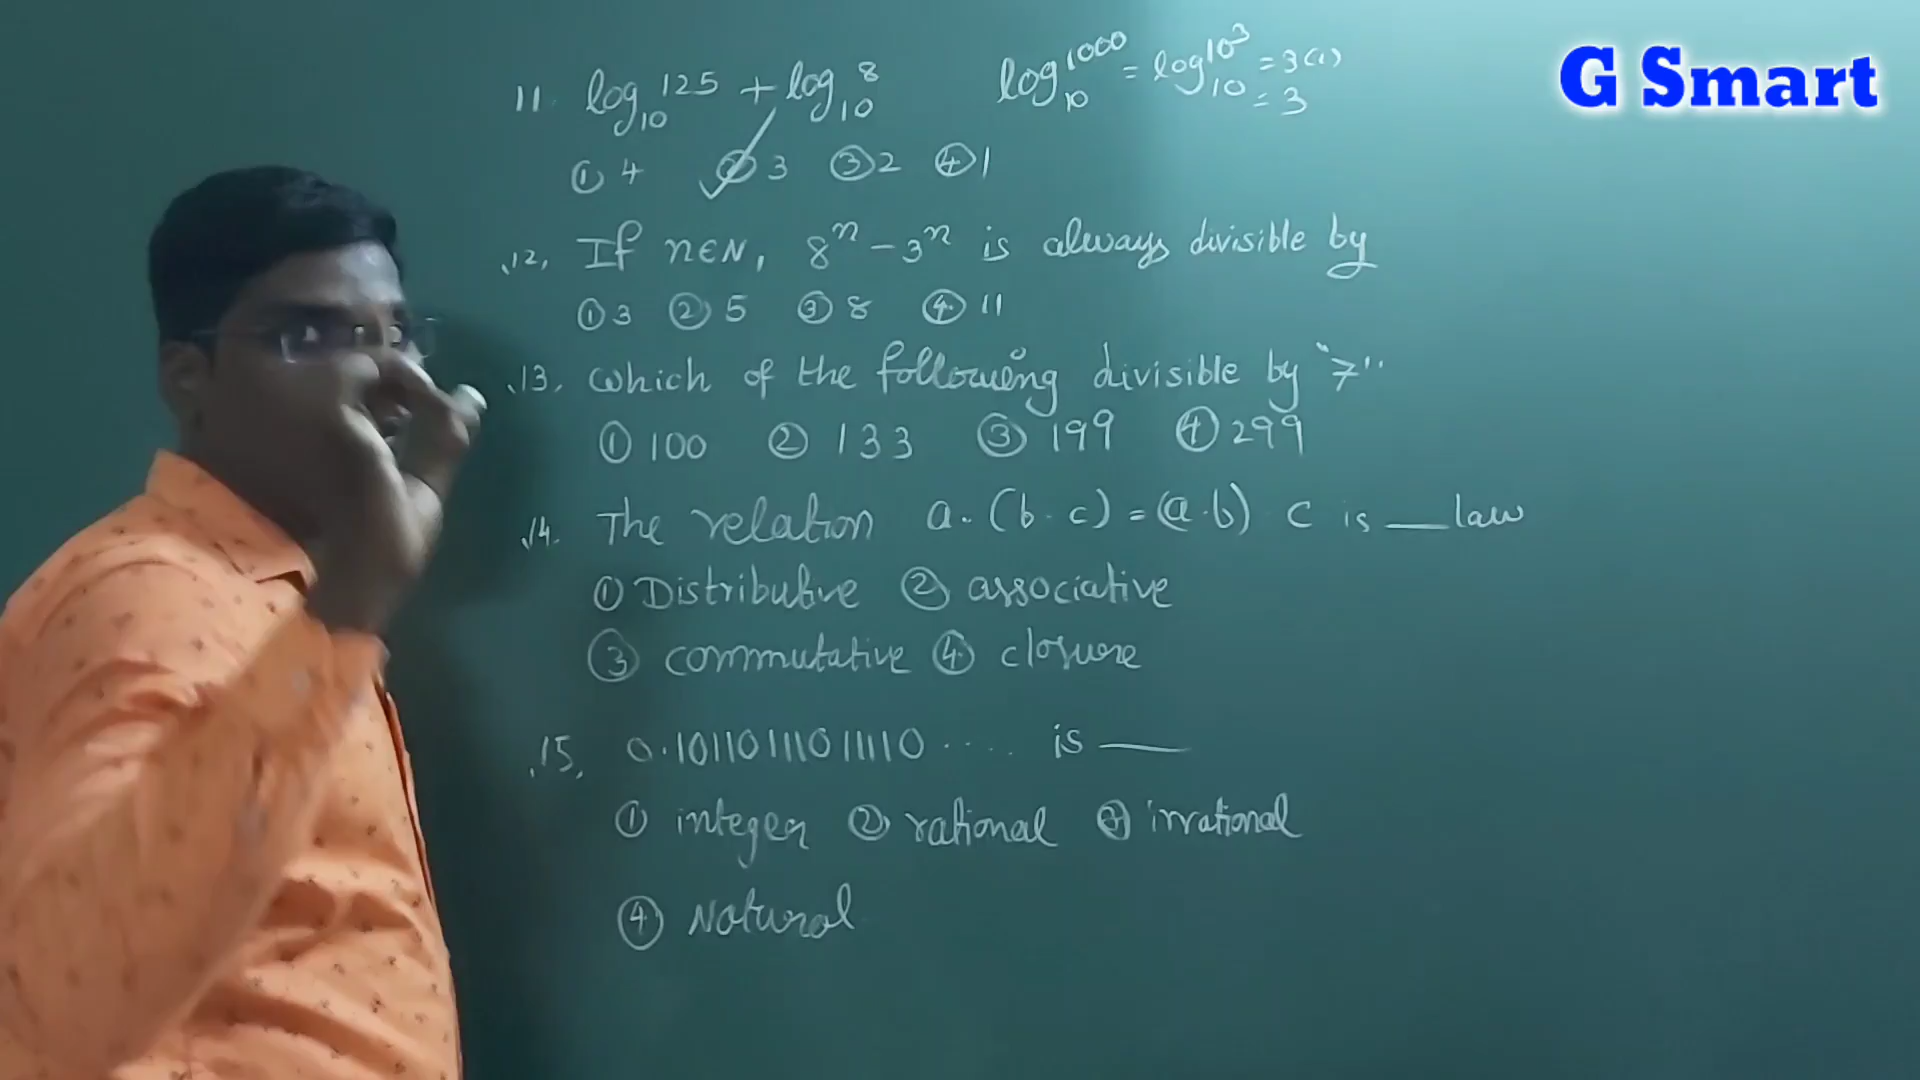 G Smart
11. log₁₀ 125 + log₁₀ 8 log₁₀ 1000 = log₁₀ 10³ = 3(1)
= 3
① 4 ② 3 ③ 2 ④ 1
12. If n∈N, 8ⁿ - 3ⁿ is always divisible by
① 3 ② 5 ③ 8 ④ 11
13. which of the following divisible by "7"
① 100 ② 133 ③ 199 ④ 299
14. The relation a. (b . c) = (a . b) . c is __ law
① Distributive ② associative
③ commutative ④ closure
15. 0.10110111011110 ..... is __
① integer ② rational ③ irrational
④ Natural